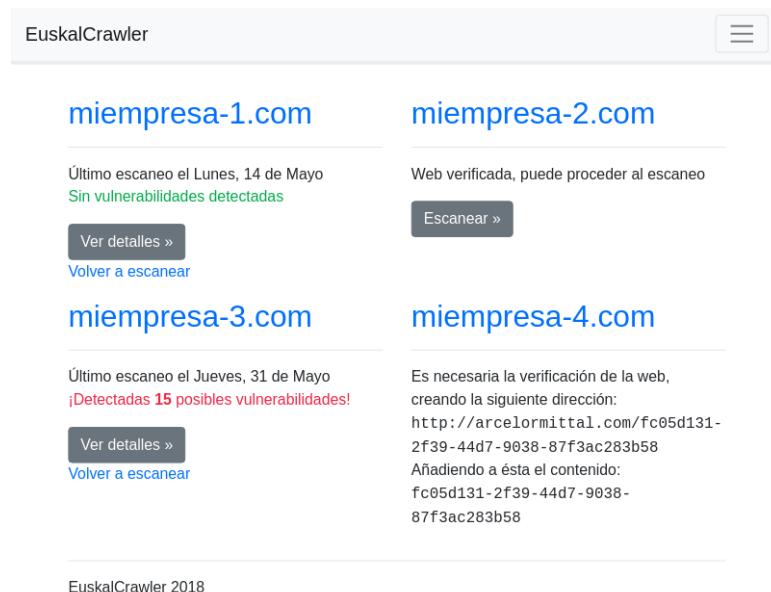 EuskalCrawler
miempresa-1.com
Último escaneo el Lunes, 14 de Mayo
Sin vulnerabilidades detectadas
Ver detalles »
Volver a escanear
miempresa-2.com
Web verificada, puede proceder al escaneo
Escanear »
miempresa-3.com
Último escaneo el Jueves, 31 de Mayo
¡Detectadas 15 posibles vulnerabilidades!
Ver detalles »
Volver a escanear
miempresa-4.com
Es necesaria la verificación de la web,
creando la siguiente dirección:
http://arcelormittal.com/fc05d131-
2f39-44d7-9038-87f3ac283b58
Añadiendo a ésta el contenido:
fc05d131-2f39-44d7-9038-
87f3ac283b58
EuskalCrawler 2018